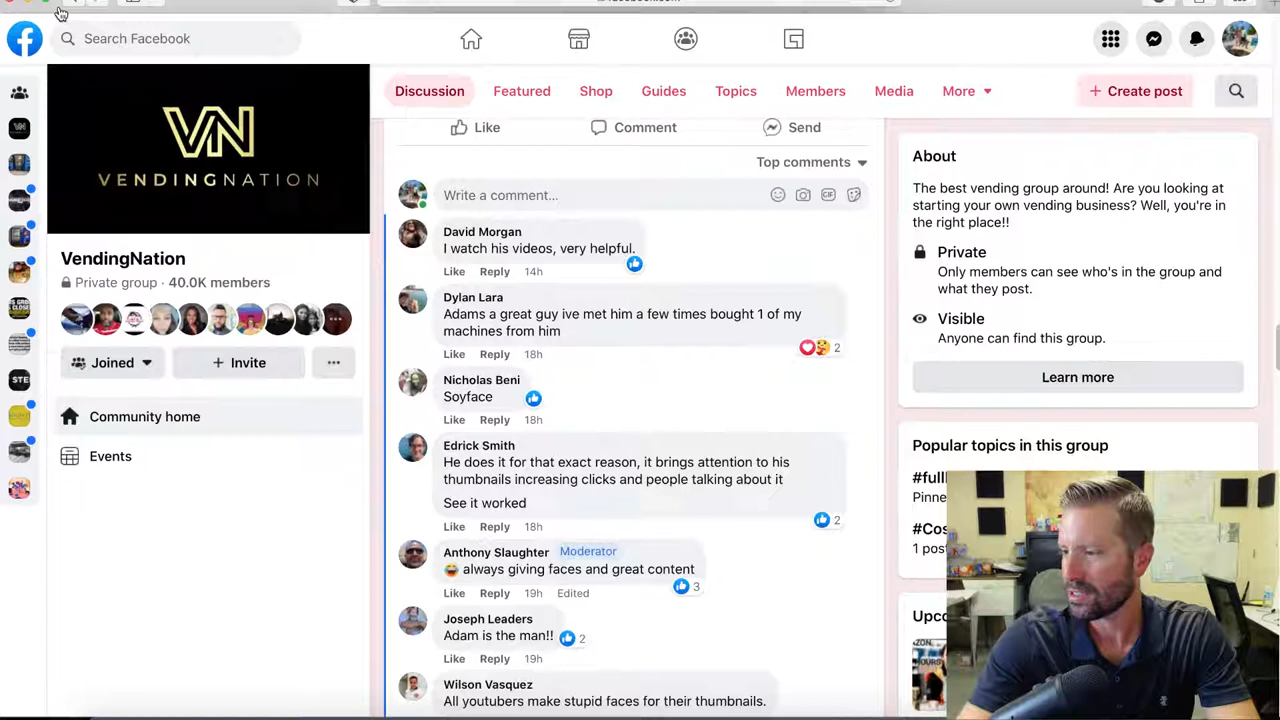 facebook.com
Search Facebook
VN
VENDINGNATION
VendingNation
Private group · 40.0K members
Joined
+ Invite
Community home
Events
Discussion
Featured
Shop
Guides
Topics
Members
Media
More
+ Create post
Like
Comment
Send
Top comments
Write a comment...
GIF
David Morgan
I watch his videos, very helpful.
Like Reply 14h
Dylan Lara
Adams a great guy ive met him a few times bought 1 of my
machines from him
2
Like Reply 18h
Nicholas Beni
Soyface
Like Reply 18h
Edrick Smith
He does it for that exact reason, it brings attention to his
thumbnails increasing clicks and people talking about it
See it worked
2
Like Reply 18h
Anthony Slaughter Moderator
😂 always giving faces and great content
3
Like Reply 19h Edited
Joseph Leaders
Adam is the man!!
2
Like Reply 19h
Wilson Vasquez
All youtubers make stupid faces for their thumbnails.
About
The best vending group around! Are you looking at
starting your own vending business? Well, you're in
the right place!!
Private
Only members can see who's in the group and
what they post.
Visible
Anyone can find this group.
Learn more
Popular topics in this group
#full
Pinne
#Cos
1 post
Upco